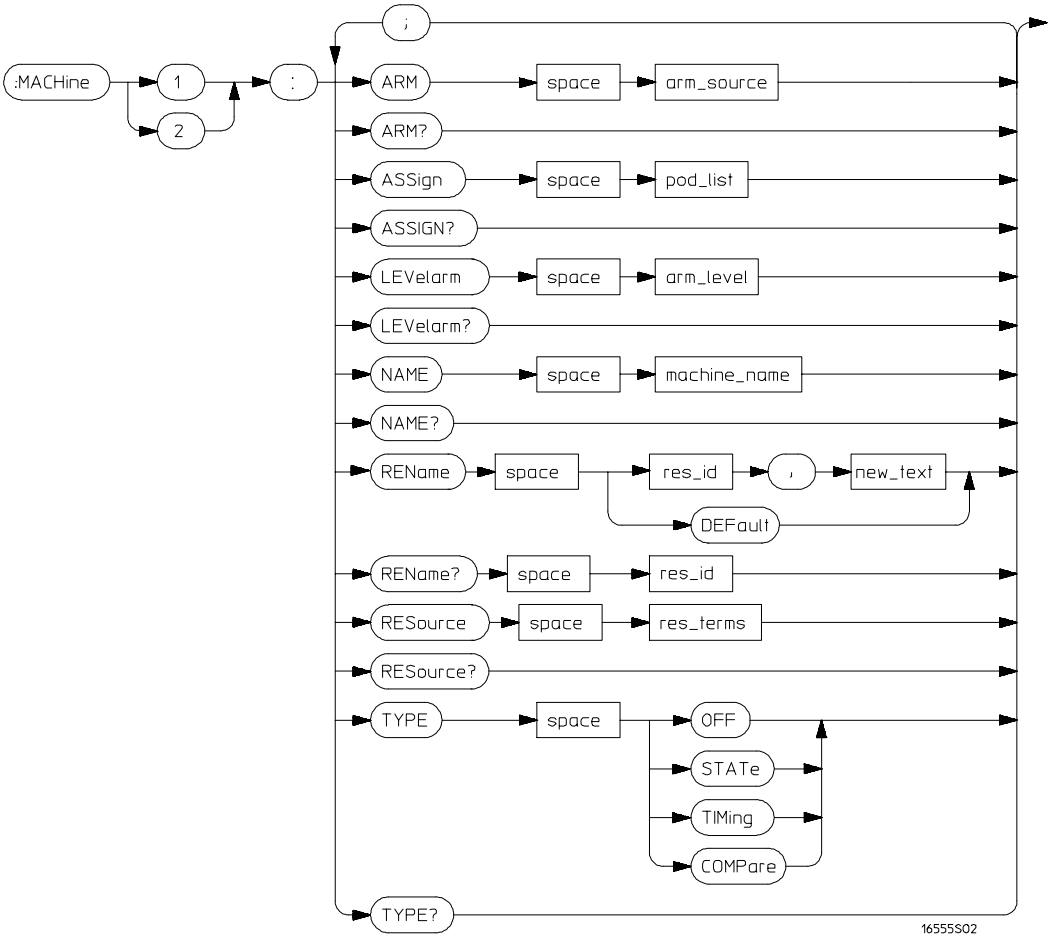 ;
:MACHine 1 : ARM space arm_source
2 ARM?
ASSign space pod_list
ASSIGN?
LEVelarm space arm_level
LEVelarm?
NAME space machine_name
NAME?
REName space res_id , new_text
DEFault
REName? space res_id
RESource space res_terms
RESource?
TYPE space OFF
STATe
TIMing
COMPare
TYPE?
16555S02